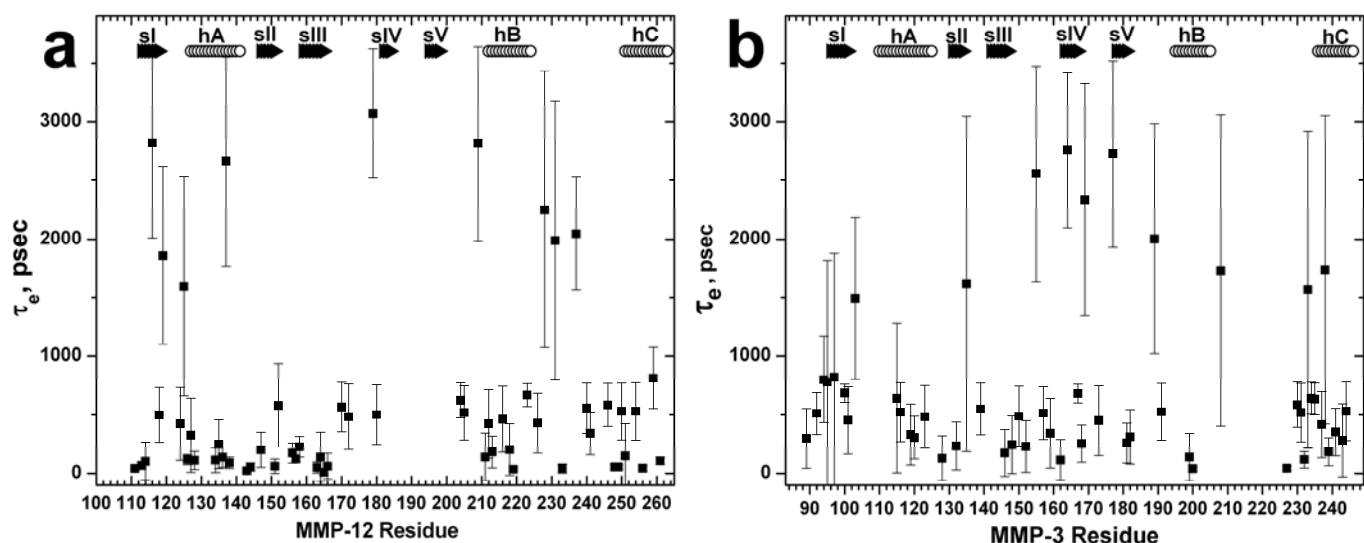 a
sI hA sII sIII sIV sV hB hC
3000
2000
1000
0
τe, psec
100 110 120 130 140 150 160 170 180 190 200 210 220 230 240 250 260
MMP-12 Residue
b
sI hA sII sIII sIV sV hB hC
3000
2000
1000
0
τe, psec
80 90 100 110 120 130 140 150 160 170 180 190 200 210 220 230 240
MMP-3 Residue